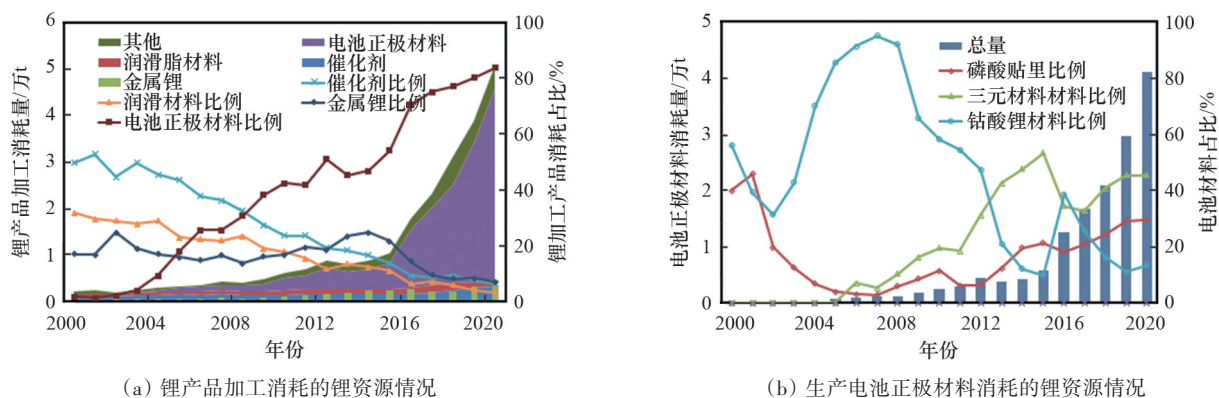 锂产品加工消耗量/万t
6
5
4
3
2
1
0
其他
电池正极材料
润滑脂材料
催化剂
金属锂
催化剂比例
润滑材料比例
金属锂比例
电池正极材料比例
100
80
60
40
20
0
锂加工产品消耗占比/%
2000 2004 2008 2012 2016 2020
年份
(a) 锂产品加工消耗的锂资源情况
电池正极材料消耗量/万t
5
4
3
2
1
0
总量
磷酸贴里比例
三元材料材料比例
钴酸锂材料比例
100
80
60
40
20
0
电池材料占比/%
2000 2004 2008 2012 2016 2020
年份
(b) 生产电池正极材料消耗的锂资源情况